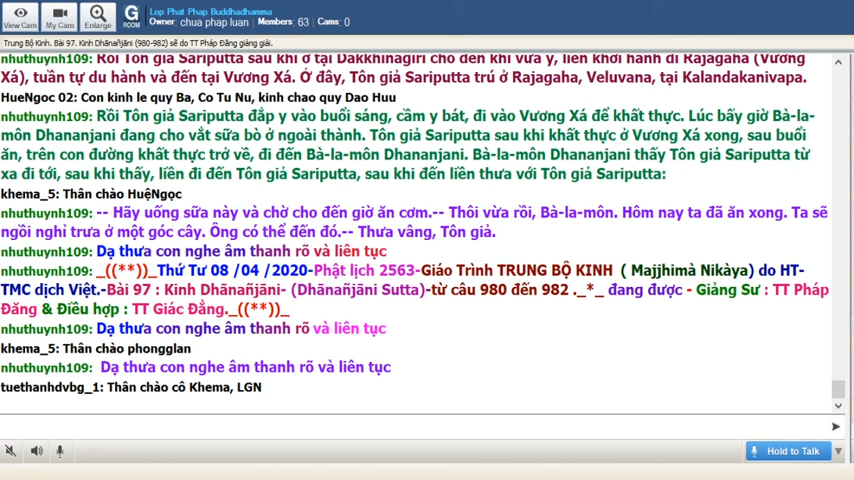 Lop Phat Phap Buddhadhamma
Owner: chua phap luan / Members: 63 / Cams: 0
View Cam
My Cam
Enlarge
G
ROOM
Trung Bộ Kinh. Bài 97. Kinh Dhānañjāni (980-982) sẽ do TT Pháp Đăng giảng giải.
nhuthuynh109: Rồi Tôn giả Sariputta sau khi ở tại Dakkhinagiri cho đến khi vừa ý, liền khởi hành đi Rajagaha (Vương
Xá), tuần tự du hành và đến tại Vương Xá. Ở đây, Tôn giả Sariputta trú ở Rajagaha, Veluvana, tại Kalandakanivapa.
HueNgoc 02: Con kinh le quy Ba, Co Tu Nu, kinh chao quy Dao Huu
nhuthuynh109: Rồi Tôn giả Sariputta đắp y vào buổi sáng, cầm y bát, đi vào Vương Xá để khất thực. Lúc bấy giờ Bà-la-
môn Dhananjani đang cho vắt sữa bò ở ngoài thành. Tôn giả Sariputta sau khi khất thực ở Vương Xá xong, sau buổi
ăn, trên con đường khất thực trở về, đi đến Bà-la-môn Dhananjani. Bà-la-môn Dhananjani thấy Tôn giả Sariputta từ
xa đi tới, sau khi thấy, liền đi đến Tôn giả Sariputta, sau khi đến liền thưa với Tôn giả Sariputta:
khema_5: Thân chào HuệNgọc
nhuthuynh109: -- Hãy uống sữa này và chờ cho đến giờ ăn cơm.-- Thôi vừa rồi, Bà-la-môn. Hôm nay ta đã ăn xong. Ta sẽ
ngồi nghỉ trưa ở một gốc cây. Ông có thể đến đó.-- Thưa vâng, Tôn giả.
nhuthuynh109: Dạ thưa con nghe âm thanh rõ và liên tục
nhuthuynh109: _((**))_Thứ Tư 08 /04 /2020-Phật lịch 2563-Giáo Trình TRUNG BỘ KINH ( Majjhimà Nikàya) do HT-
TMC dịch Việt.-Bài 97 : Kinh Dhānañjāni- (Dhānañjāni Sutta)-từ câu 980 đến 982 ._*_ đang được - Giảng Sư : TT Pháp
Đăng & Điều hợp : TT Giác Đẳng._((**))_
nhuthuynh109: Dạ thưa con nghe âm thanh rõ và liên tục
khema_5: Thân chào phongglan
nhuthuynh109: Dạ thưa con nghe âm thanh rõ và liên tục
tuethanhdvbg_1: Thân chào cô Khema, LGN
Hold to Talk